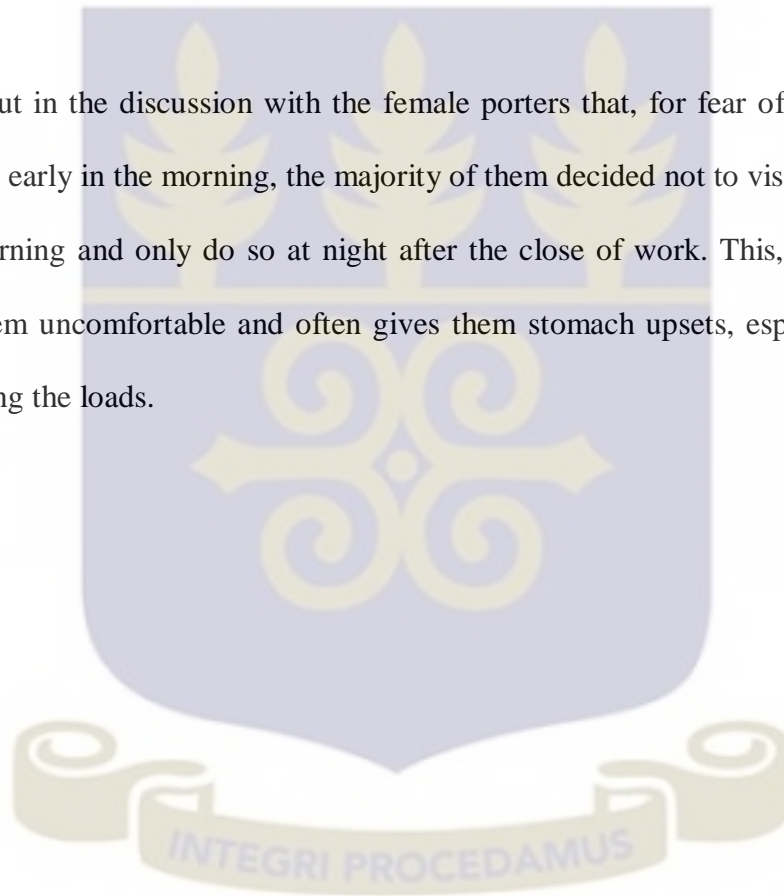 ut in the discussion with the female porters that, for fear of
early in the morning, the majority of them decided not to vis
rning and only do so at night after the close of work. This,
em uncomfortable and often gives them stomach upsets, esp
ng the loads.
INTEGRI PROCEDAMUS